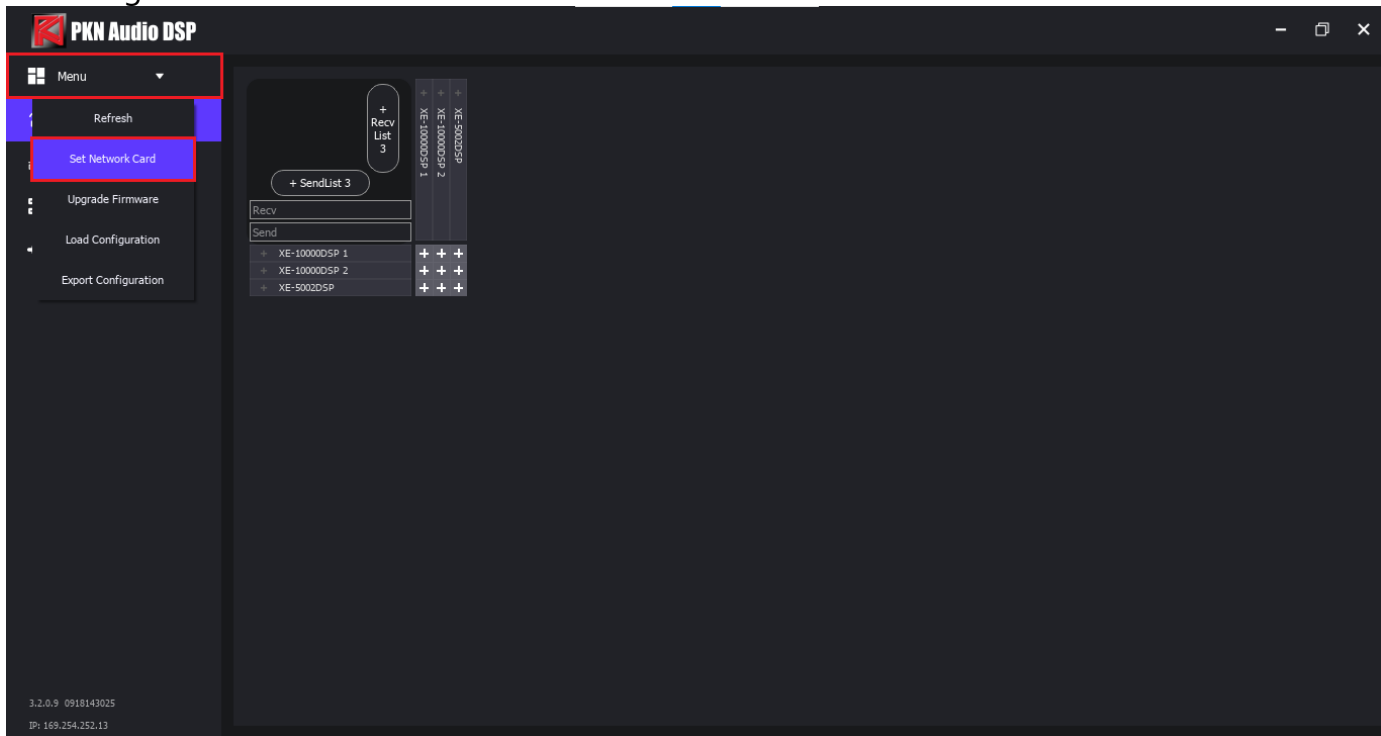 PKN Audio DSP
Menu
Refresh
Set Network Card
Upgrade Firmware
Load Configuration
Export Configuration
+
Recv
List
3
+ SendList 3
Recv
Send
+ + +
XE-10000DSP 1
XE-10000DSP 2
XE-5002DSP
+ XE-10000DSP 1 + + +
+ XE-10000DSP 2 + + +
+ XE-5002DSP + + +
3.2.0.9 0918143025
IP: 169.254.252.13